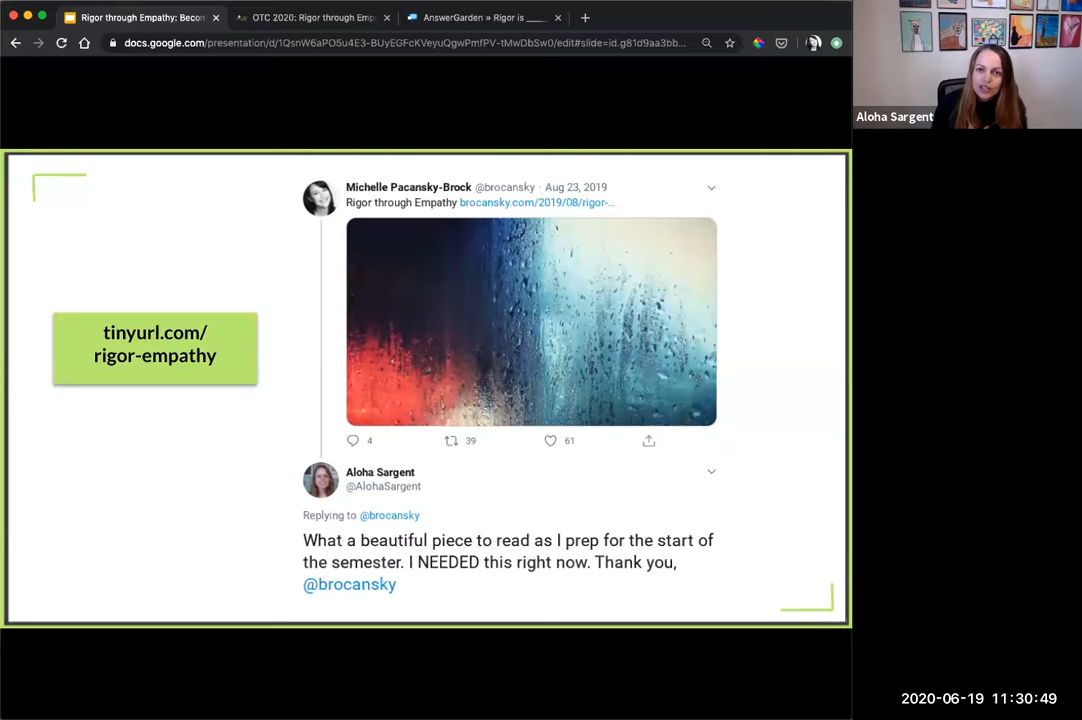 Rigor through Empathy: Becon
OTC 2020: Rigor through Emp
AnswerGarden » Rigor is ____
docs.google.com/presentation/d/1QsnW6aPO5u4E3-BUyEGFcKVeyuQgwPmfPV-tMwDbSw0/edit#slide=id.g81d9aa3bb...
Aloha Sargent
tinyurl.com/
rigor-empathy
Michelle Pacansky-Brock @brocansky · Aug 23, 2019
Rigor through Empathy brocansky.com/2019/08/rigor-...
4 39 61
Aloha Sargent
@AlohaSargent
Replying to @brocansky
What a beautiful piece to read as I prep for the start of
the semester. I NEEDED this right now. Thank you,
@brocansky
2020-06-19 11:30:49